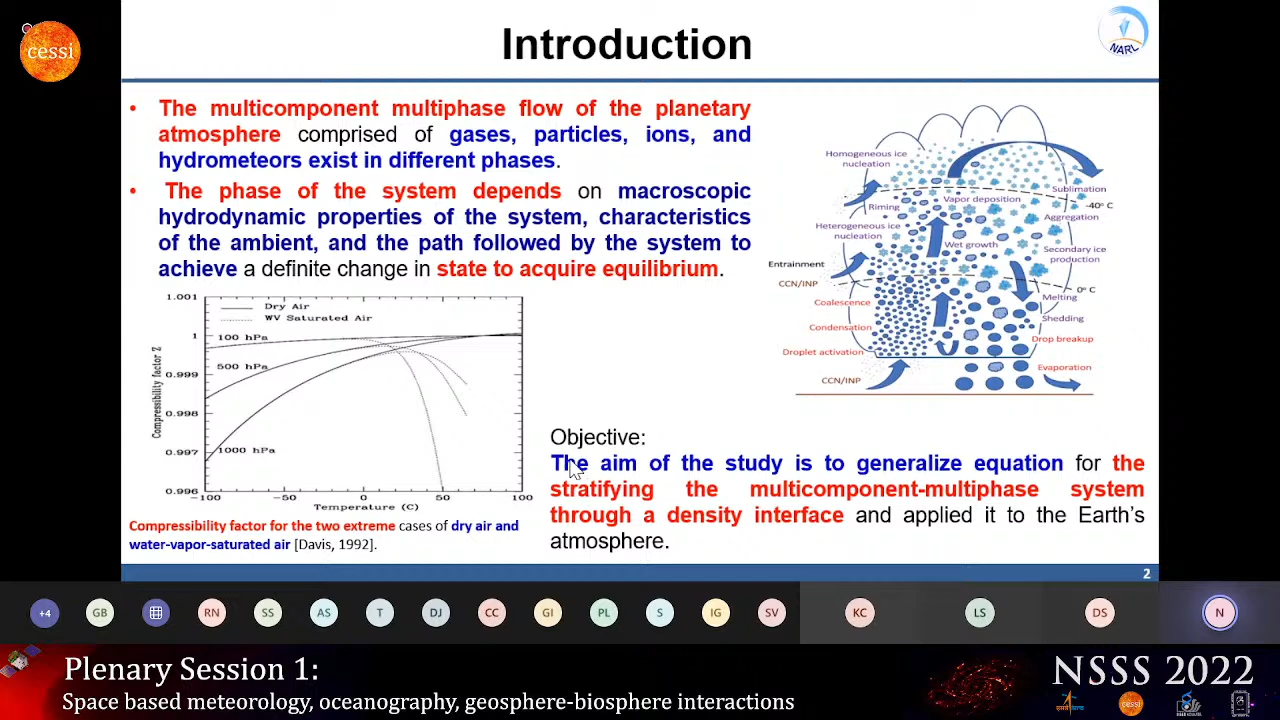 cessi
Introduction
NARL
• The multicomponent multiphase flow of the planetary
atmosphere comprised of gases, particles, ions, and
hydrometeors exist in different phases.
• The phase of the system depends on macroscopic
hydrodynamic properties of the system, characteristics
of the ambient, and the path followed by the system to
achieve a definite change in state to acquire equilibrium.
1.001
1
0.999
0.998
0.997
0.996
Compressibility factor Z
Dry Air
WV Saturated Air
100 hPa
500 hPa
1000 hPa
-100
-50
0
50
100
Temperature (C)
Compressibility factor for the two extreme cases of dry air and
water-vapor-saturated air [Davis, 1992].
Homogeneous ice
nucleation
Sublimation
-40° C
Riming
Vapor deposition
Aggregation
Heterogeneous ice
nucleation
Wet growth
Secondary ice
production
Entrainment
CCN/INP
0° C
Melting
Coalescence
Shedding
Condensation
Drop breakup
Droplet activation
Evaporation
CCN/INP
Objective:
The aim of the study is to generalize equation for the
stratifying the multicomponent-multiphase system
through a density interface and applied it to the Earth's
atmosphere.
2
+4
GB
RN
SS
AS
T
DJ
CC
GI
PL
S
IG
SV
KC
LS
DS
N
Plenary Session 1:
Space based meteorology, oceanography, geosphere-biosphere interactions
NSSS 2022